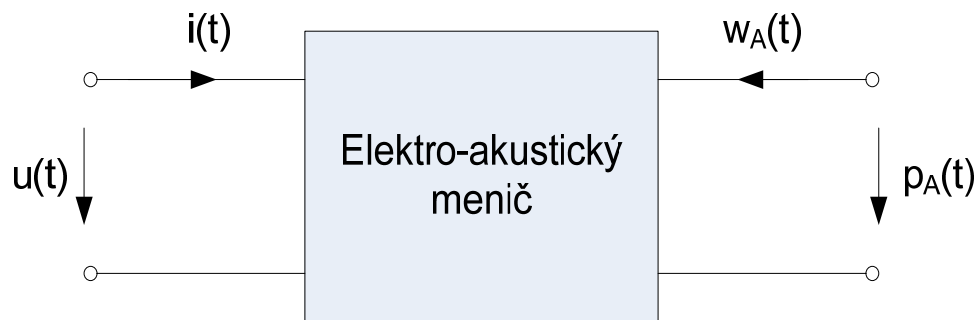 i(t)
w_A(t)
u(t)
Elektro-akustický
menič
p_A(t)